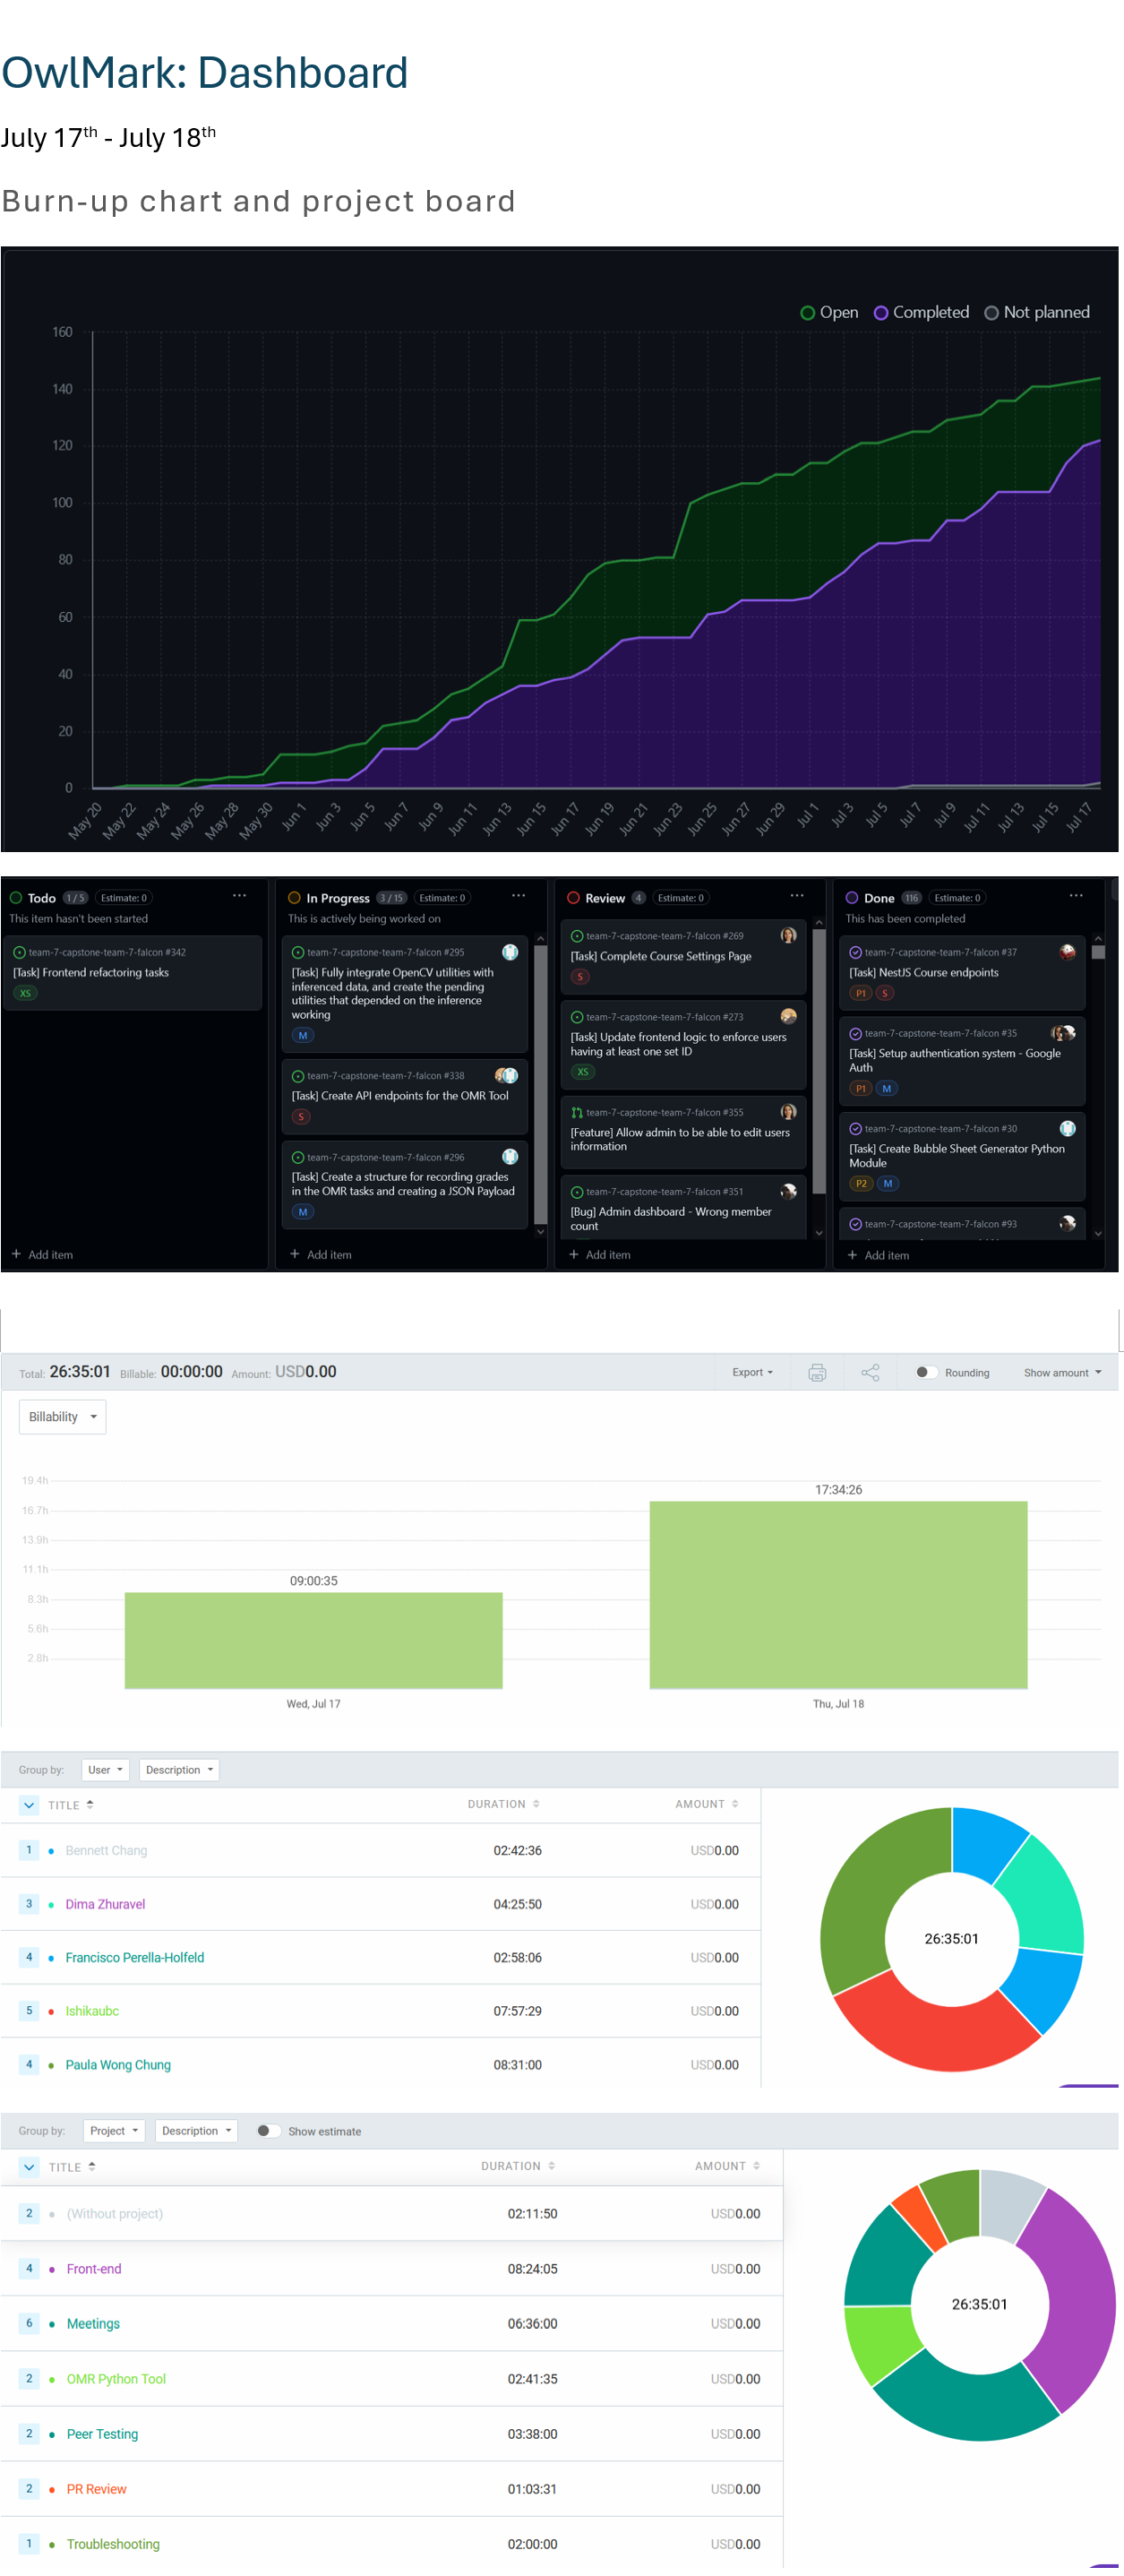 OwlMark: Dashboard
July 17th - July 18th
Burn-up chart and project board
Open Completed Not planned
160
140
120
100
80
60
40
20
0
May 20 May 22 May 24 May 26 May 28 May 30 Jun 1 Jun 3 Jun 5 Jun 7 Jun 9 Jun 11 Jun 13 Jun 15 Jun 17 Jun 19 Jun 21 Jun 23 Jun 25 Jun 27 Jun 29 Jul 1 Jul 3 Jul 5 Jul 7 Jul 9 Jul 11 Jul 13 Jul 15 Jul 17
Todo 1 / 5 Estimate: 0
This item hasn't been started
team-7-capstone-team-7-falcon #342
[Task] Frontend refactoring tasks
XS
+ Add item
In Progress 3 / 15 Estimate: 0
This is actively being worked on
team-7-capstone-team-7-falcon #295
[Task] Fully integrate OpenCV utilities with
inferenced data, and create the pending
utilities that depended on the inference
working
M
team-7-capstone-team-7-falcon #338
[Task] Create API endpoints for the OMR Tool
S
team-7-capstone-team-7-falcon #296
[Task] Create a structure for recording grades
in the OMR tasks and creating a JSON Payload
M
+ Add item
Review 4 Estimate: 0
team-7-capstone-team-7-falcon #269
[Task] Complete Course Settings Page
S
team-7-capstone-team-7-falcon #273
[Task] Update frontend logic to enforce users
having at least one set ID
XS
team-7-capstone-team-7-falcon #355
[Feature] Allow admin to be able to edit users
information
team-7-capstone-team-7-falcon #351
[Bug] Admin dashboard - Wrong member
count
+ Add item
Done 116 Estimate: 0
This has been completed
team-7-capstone-team-7-falcon #37
[Task] NestJS Course endpoints
P1 S
team-7-capstone-team-7-falcon #35
[Task] Setup authentication system - Google
Auth
P1 M
team-7-capstone-team-7-falcon #30
[Task] Create Bubble Sheet Generator Python
Module
P2 M
team-7-capstone-team-7-falcon #93
+ Add item
Total: 26:35:01 Billable: 00:00:00 Amount: USD0.00 Export Rounding Show amount
Billability
19.4h
16.7h
13.9h
11.1h
8.3h
5.6h
2.8h
09:00:35
17:34:26
Wed, Jul 17 Thu, Jul 18
Group by: User Description
TITLE DURATION AMOUNT
1 Bennett Chang 02:42:36 USD0.00
3 Dima Zhuravel 04:25:50 USD0.00
4 Francisco Perella-Holfeld 02:58:06 USD0.00
5 Ishikaubc 07:57:29 USD0.00
4 Paula Wong Chung 08:31:00 USD0.00
26:35:01
Group by: Project Description Show estimate
TITLE DURATION AMOUNT
2 (Without project) 02:11:50 USD0.00
4 Front-end 08:24:05 USD0.00
6 Meetings 06:36:00 USD0.00
2 OMR Python Tool 02:41:35 USD0.00
2 Peer Testing 03:38:00 USD0.00
2 PR Review 01:03:31 USD0.00
1 Troubleshooting 02:00:00 USD0.00
26:35:01